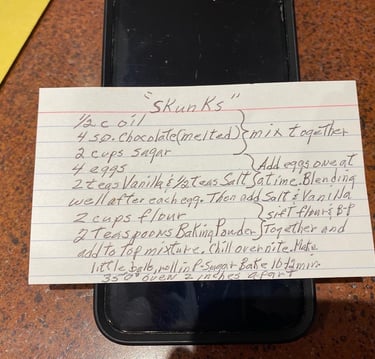 "Skunks"
1/2 c oil
4 sq. Chocolate (melted) } mix together
2 cups sugar
4 eggs } Add eggs one at
2 teas Vanilla & 1/2 teas Salt a time. Blending
well after each egg. Then add Salt & Vanilla
2 cups flour } sift flour & B-P
2 Teaspoons Baking Powder Together and
add to top mixture. Chill over nite. Make
little balls, roll in P-Sugar Bake 10-12 min.
350° oven 2 inches apart